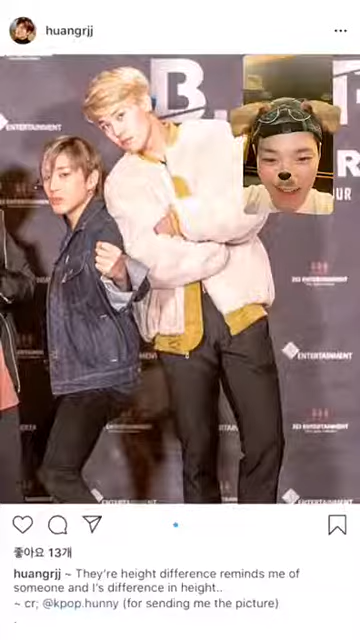 huangrjj
...
B.
ENTERTAINMENT
R
UR
ENTERTAINMENT
ENTERTAINMENT
좋아요 13개
huangrjj ~ They're height difference reminds me of
someone and I's difference in height..
~ cr; @kpop.hunny (for sending me the picture)
.